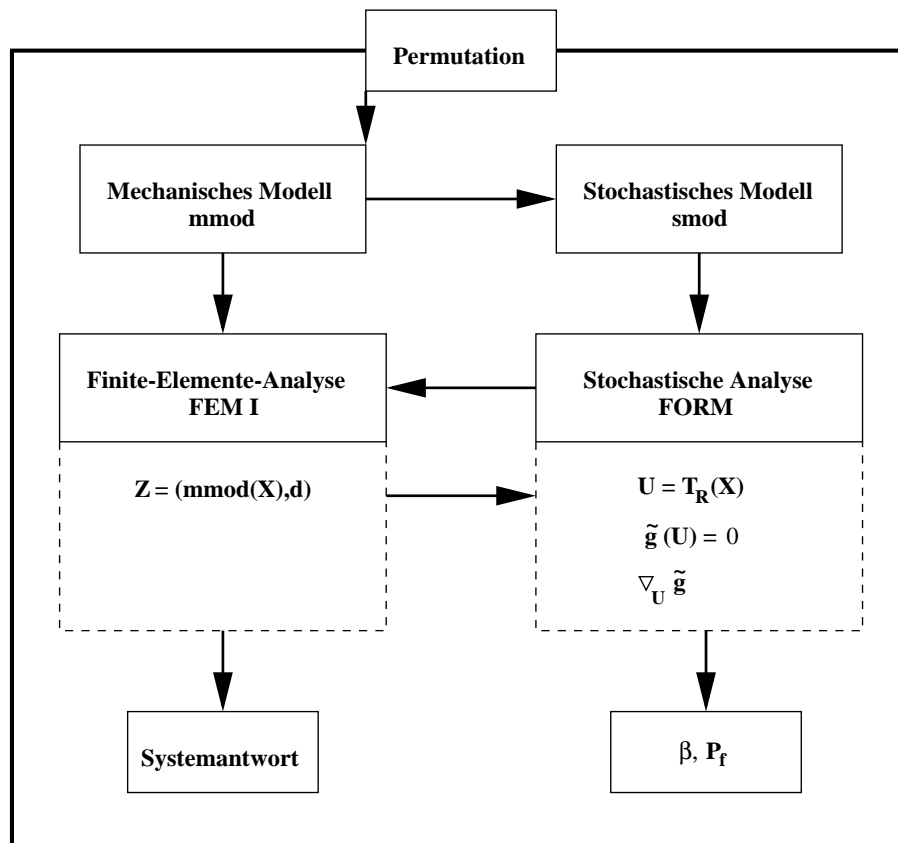 Permutation
Mechanisches Modell
mmod
Stochastisches Modell
smod
Finite-Elemente-Analyse
FEM I
Stochastische Analyse
FORM
Z = (mmod(X),d)
U = T_R(X)
g̃ (U) = 0
▽_U g̃
Systemantwort
β, P_f